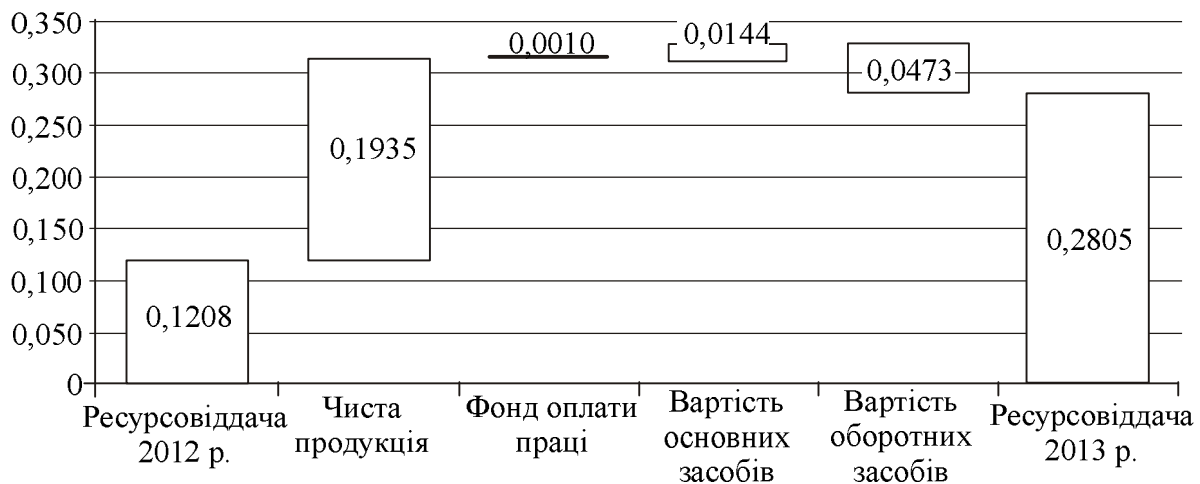 0,350
0,300
0,250
0,200
0,150
0,100
0,050
0
0,1208
0,1935
0,0010
0,0144
0,0473
0,2805
Ресурсовіддача
2012 р.
Чиста
продукція
Фонд оплати
праці
Вартість
основних
засобів
Вартість
оборотних
засобів
Ресурсовіддача
2013 р.